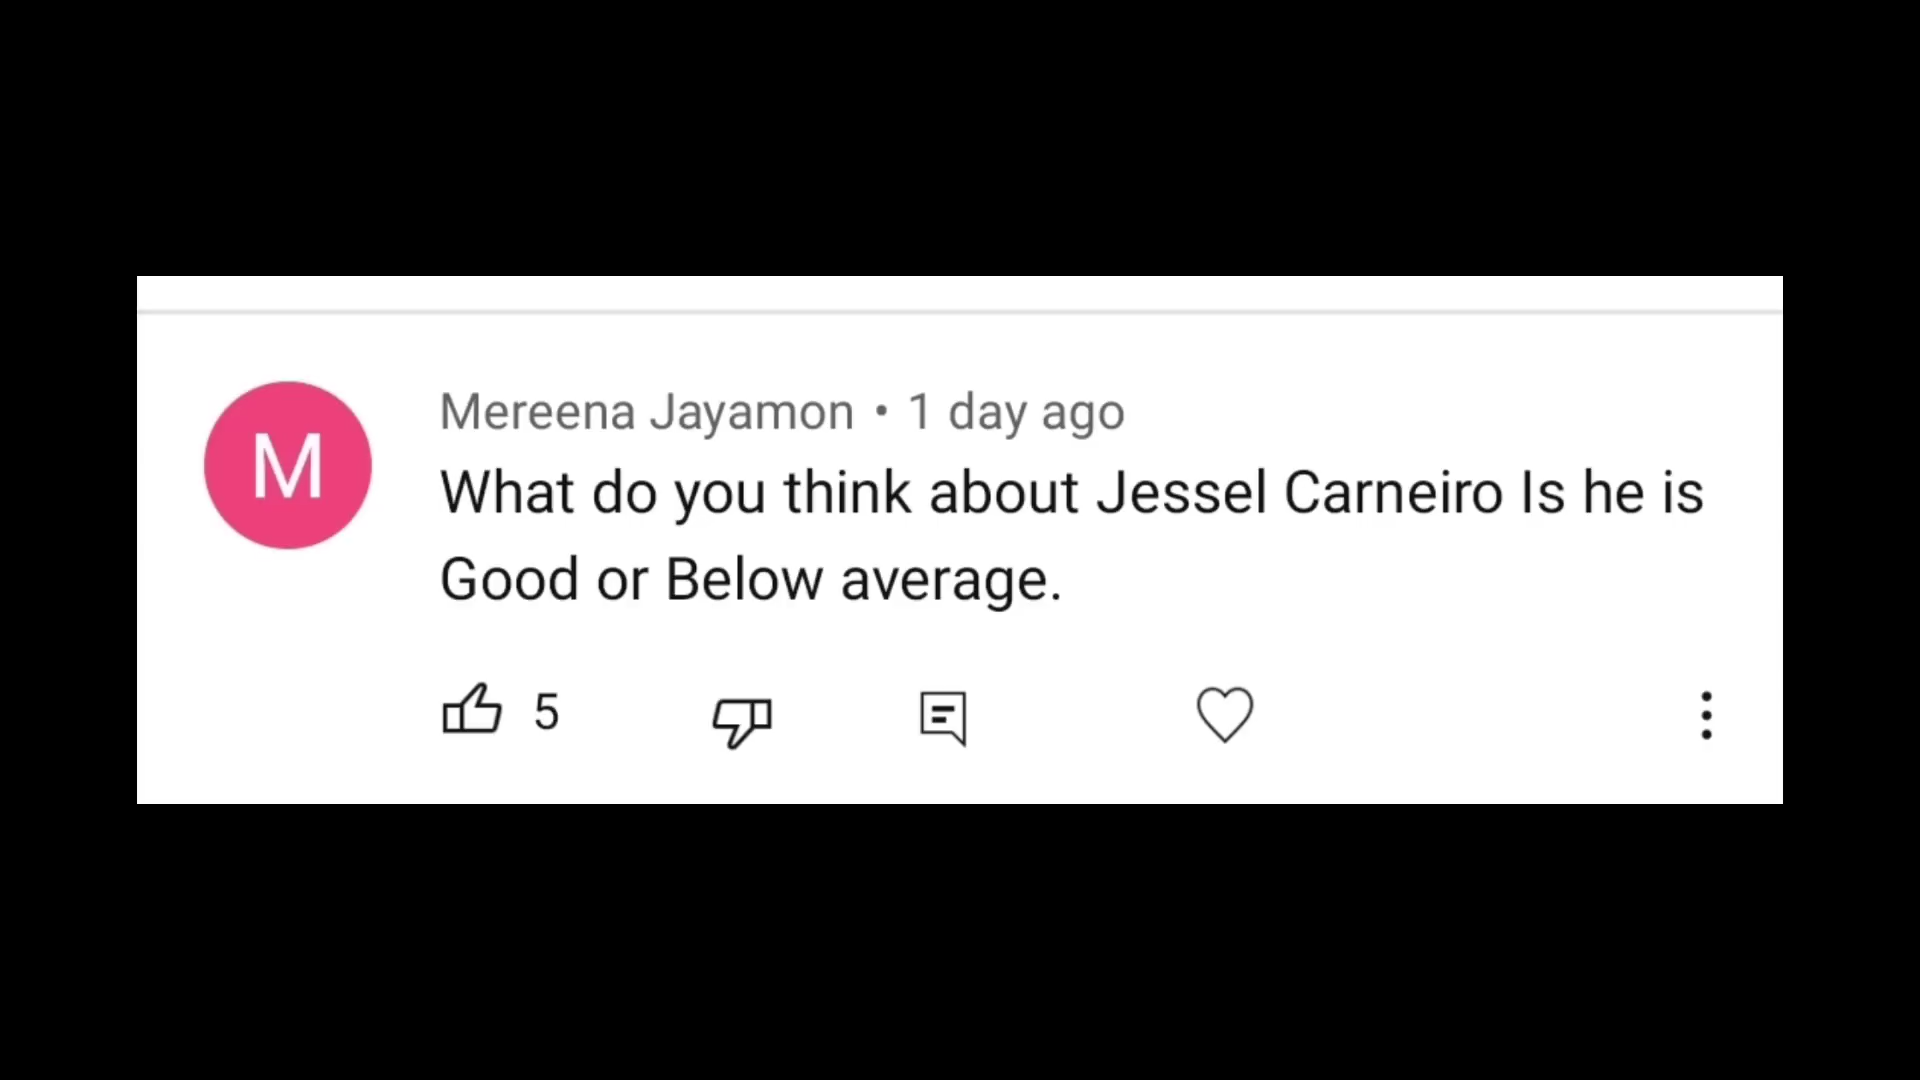 M
Mereena Jayamon • 1 day ago
What do you think about Jessel Carneiro Is he is
Good or Below average.
5